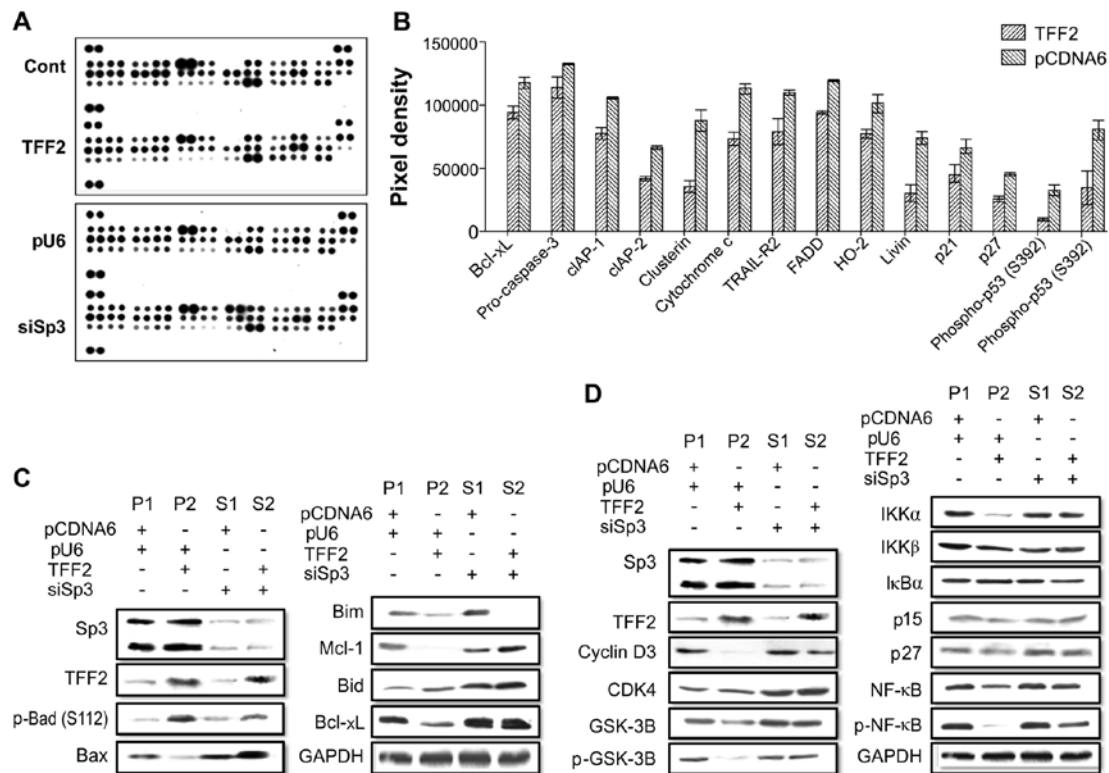 A
Cont
TFF2
pU6
siSp3
B
TFF2
pCDNA6
Pixel density
150000
100000
50000
0
Bcl-xL
Pro-caspase-3
cIAP-1
cIAP-2
Clusterin
Cytochrome c
TRAIL-R2
FADD
HO-2
Livin
p21
p27
Phospho-p53 (S392)
Phospho-p53 (S392)
C
P1 P2 S1 S2
pCDNA6 + - + -
pU6 + + - -
TFF2 - + - +
siSp3 - - + +
Sp3
TFF2
p-Bad (S112)
Bax
P1 P2 S1 S2
pCDNA6 + - + -
pU6 + + - -
TFF2 - + - +
siSp3 - - + +
Bim
Mcl-1
Bid
Bcl-xL
GAPDH
D
P1 P2 S1 S2
pCDNA6 + - + -
pU6 + + - -
TFF2 - + - +
siSp3 - - + +
Sp3
TFF2
Cyclin D3
CDK4
GSK-3B
p-GSK-3B
P1 P2 S1 S2
pCDNA6 + - + -
pU6 + + - -
TFF2 - + - +
siSp3 - - + +
IKKα
IKKβ
IκBα
p15
p27
NF-κB
p-NF-κB
GAPDH